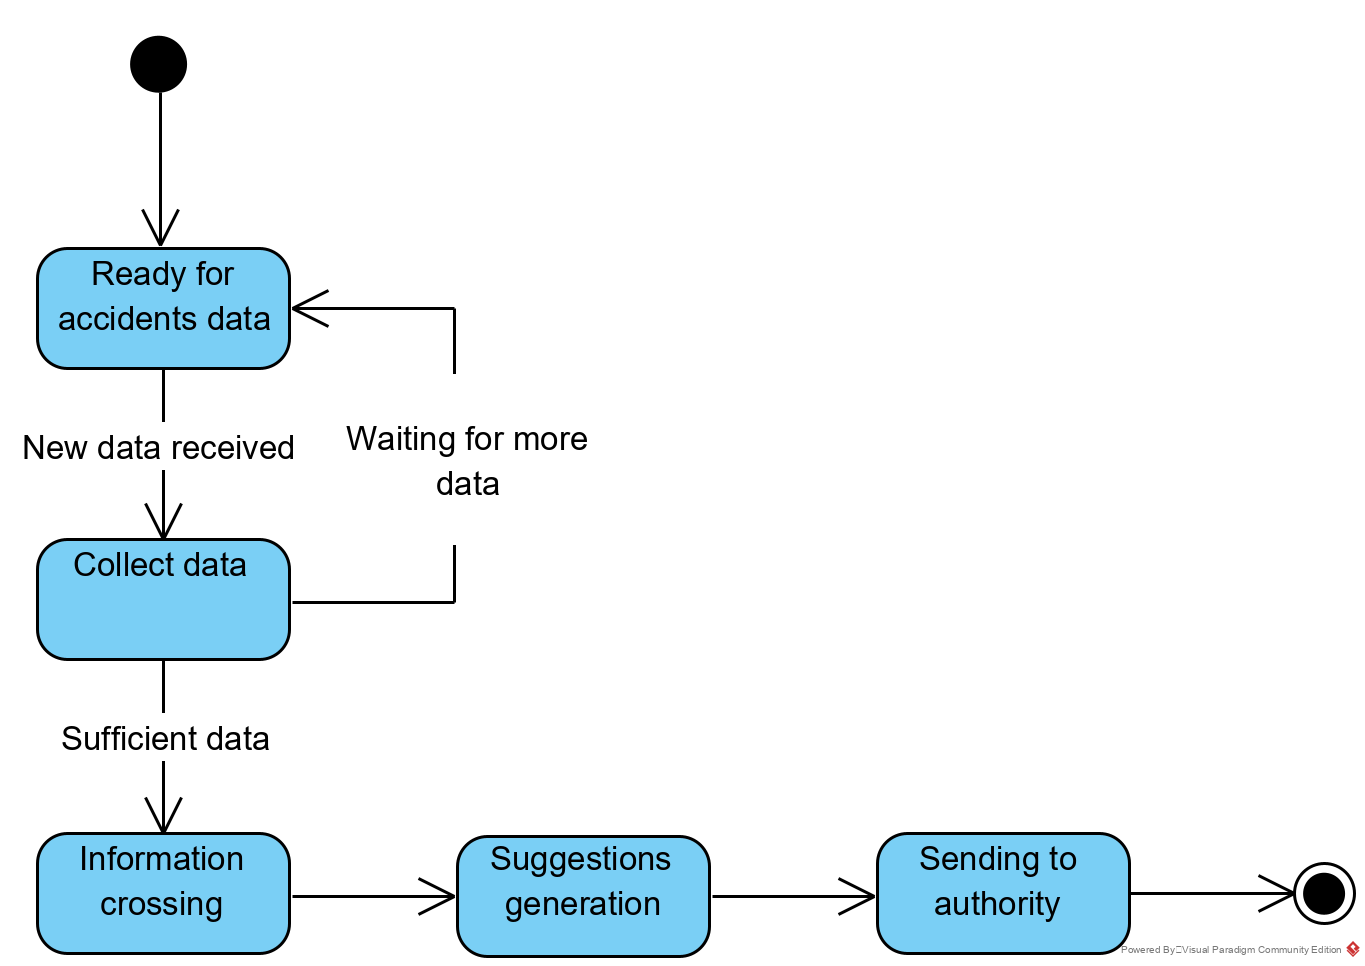 Ready for
accidents data
New data received
Waiting for more
data
Collect data
Sufficient data
Information
crossing
Suggestions
generation
Sending to
authority
Powered By Visual Paradigm Community Edition